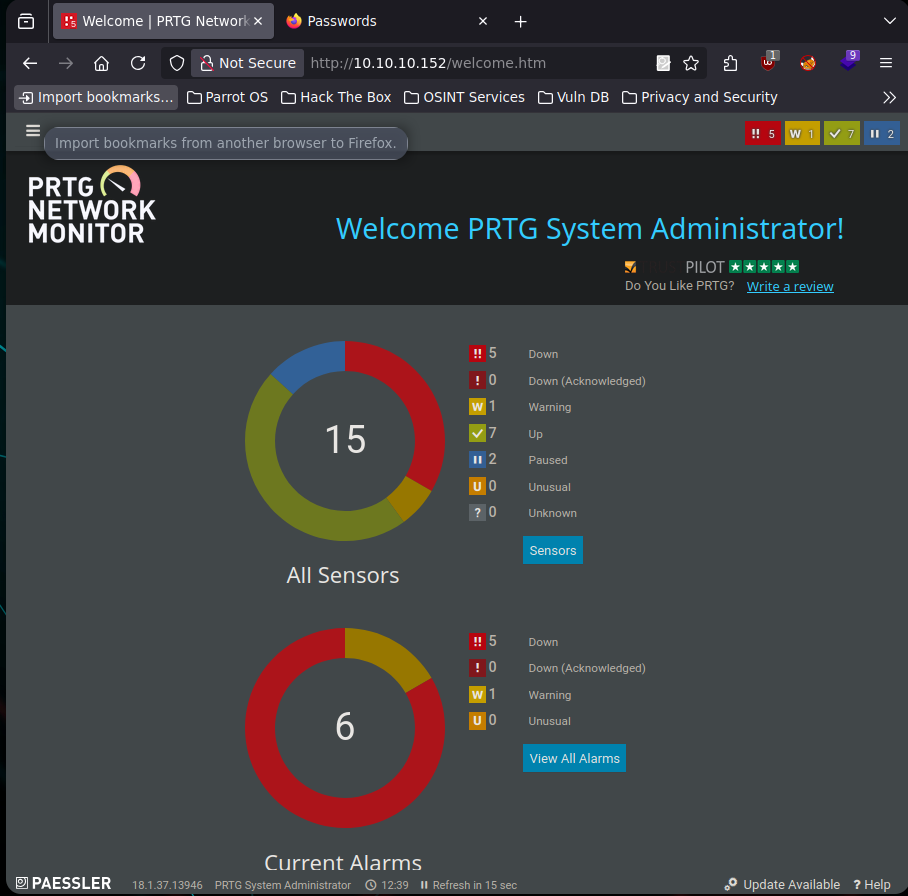 Welcome | PRTG Network
Passwords
Not Secure
http://10.10.10.152/welcome.htm
1
9
Import bookmarks...
Parrot OS
Hack The Box
OSINT Services
Vuln DB
Privacy and Security
Import bookmarks from another browser to Firefox.
!! 5
W 1
7
2
PRTG
NETWORK
MONITOR
Welcome PRTG System Administrator!
PILOT
Do You Like PRTG? Write a review
15
!! 5 Down
! 0 Down (Acknowledged)
W 1 Warning
7 Up
2 Paused
U 0 Unusual
? 0 Unknown
Sensors
All Sensors
6
!! 5 Down
! 0 Down (Acknowledged)
W 1 Warning
U 0 Unusual
View All Alarms
Current Alarms
PAESSLER
18.1.37.13946
PRTG System Administrator
12:39
Refresh in 15 sec
Update Available
? Help